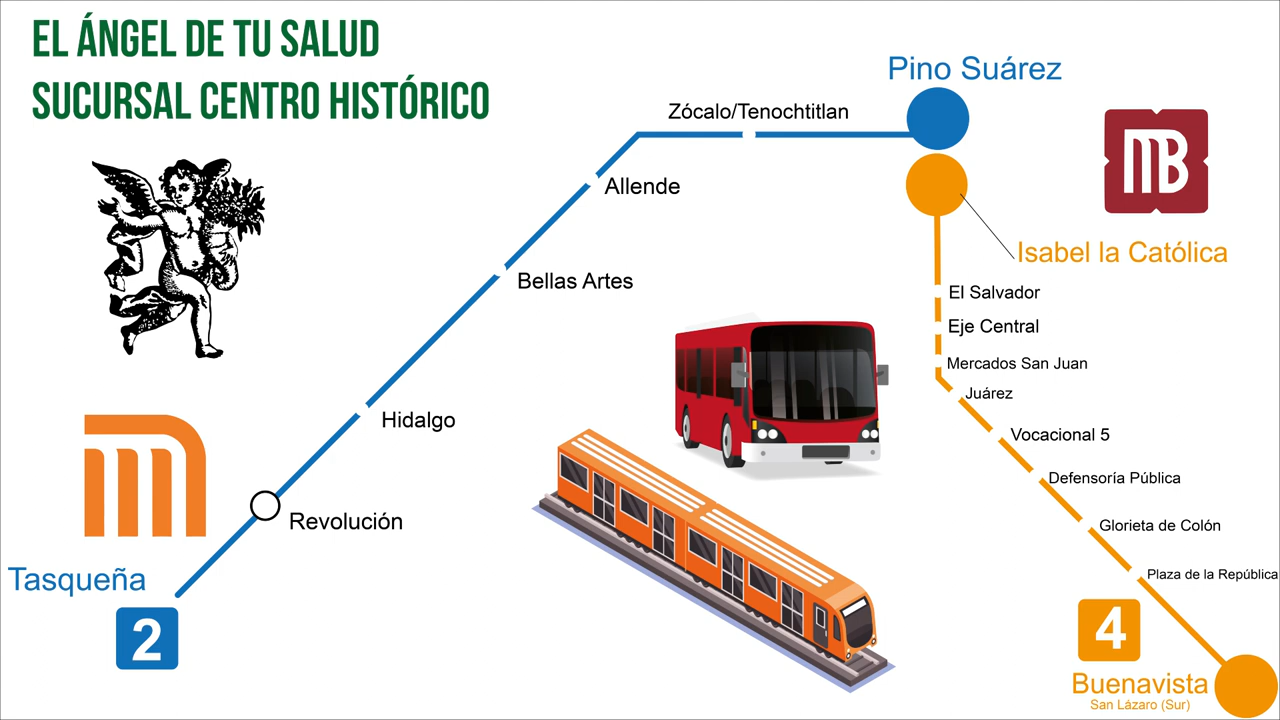 EL ÁNGEL DE TU SALUD
SUCURSAL CENTRO HISTÓRICO
Pino Suárez
Zócalo/Tenochtitlan
MB
Allende
Isabel la Católica
Bellas Artes
El Salvador
Eje Central
Mercados San Juan
Juárez
Hidalgo
Vocacional 5
Defensoría Pública
Revolución
Glorieta de Colón
Tasqueña
Plaza de la República
2
4
Buenavista
San Lázaro (Sur)